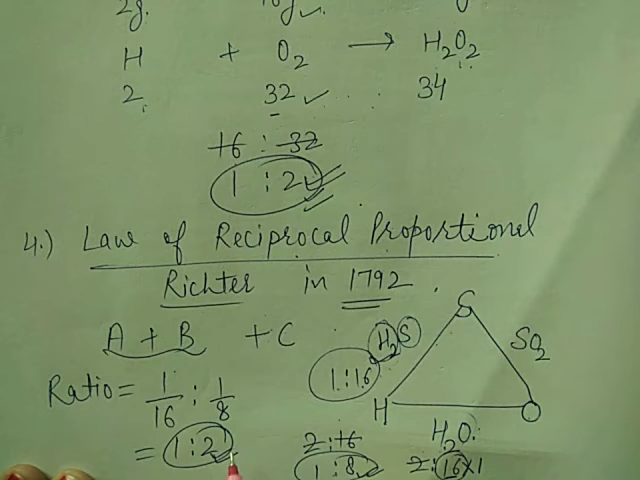 2g.
H + O2 → H2O2
2 32 34
16 : 32
1 : 2
4.) Law of Reciprocal Proportional
Richter in 1792.
A + B + C
S
H2S
SO2
1 : 16
Ratio = 1/16 : 1/8
H
O
H2O
= 1 : 2
2 : 16
1 : 8
2 : 16 × 1